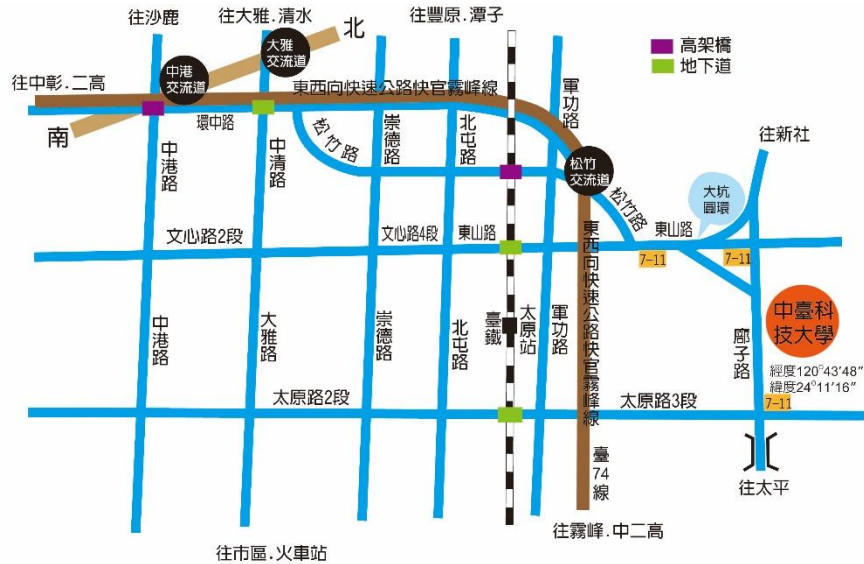 往沙鹿
往大雅.清水
北
往豐原.潭子
高架橋
地下道
大雅
交流道
中港
交流道
往中彰.二高
東西向快速公路快官霧峰線
環中路
南
中港路
中清路
松竹路
崇德路
北屯路
軍功路
松竹
交流道
松竹路
往新社
大坑
圓環
文心路2段
文心路4段
東山路
東山路
7-11
7-11
東西向快速公路快官霧峰線
中港路
大雅路
崇德路
北屯路
臺鐵
太原站
軍功路
廍子路
中臺科
技大學
經度120°43'48"
緯度24°11'16"
7-11
太原路2段
太原路3段
臺74線
往太平
往霧峰.中二高
往市區.火車站